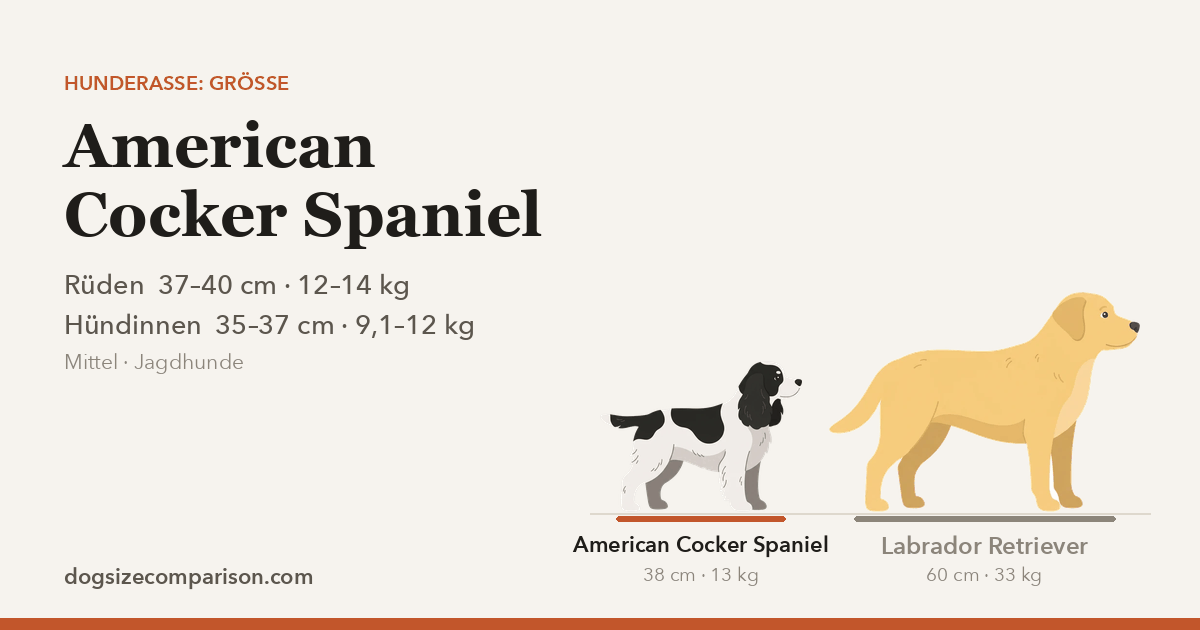 HUNDERASSE: GRÖSSE
American
Cocker Spaniel
Rüden 37–40 cm · 12–14 kg
Hündinnen 35–37 cm · 9,1–12 kg
Mittel · Jagdhunde
American Cocker Spaniel
38 cm · 13 kg
Labrador Retriever
60 cm · 33 kg
dogsizecomparison.com